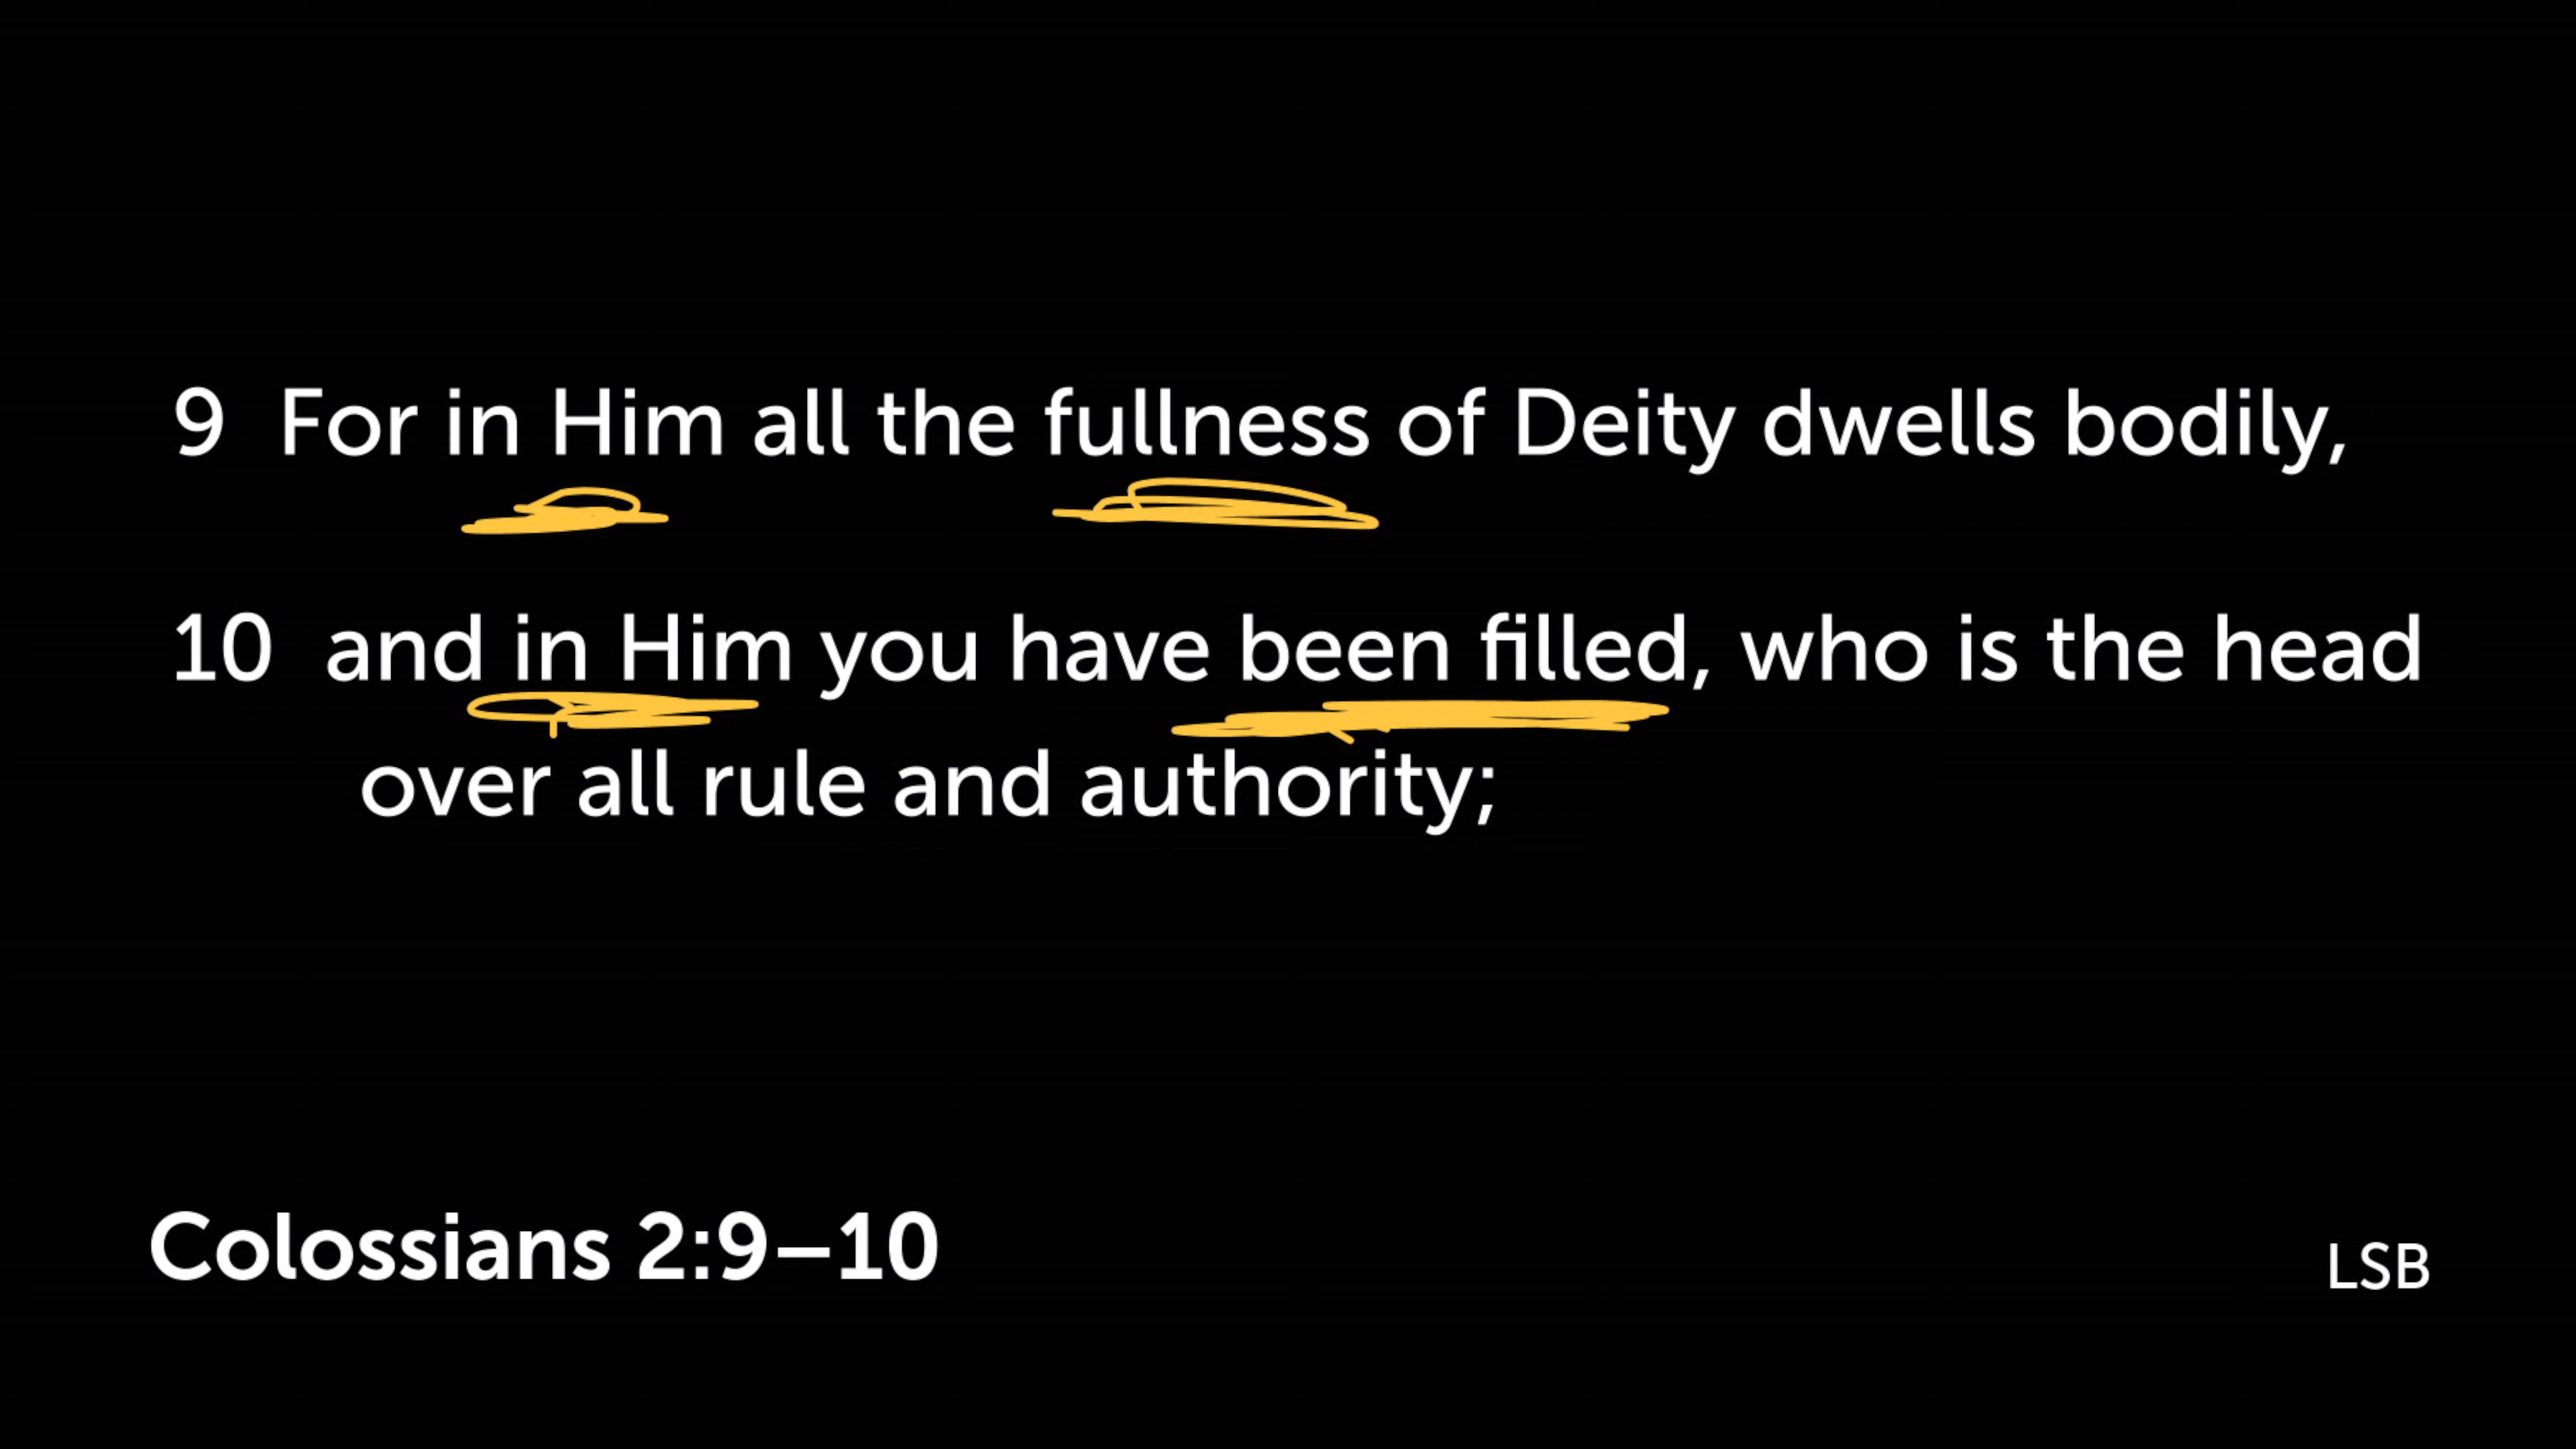 9 For in Him all the fullness of Deity dwells bodily,
10 and in Him you have been filled, who is the head
over all rule and authority;
Colossians 2:9–10
LSB